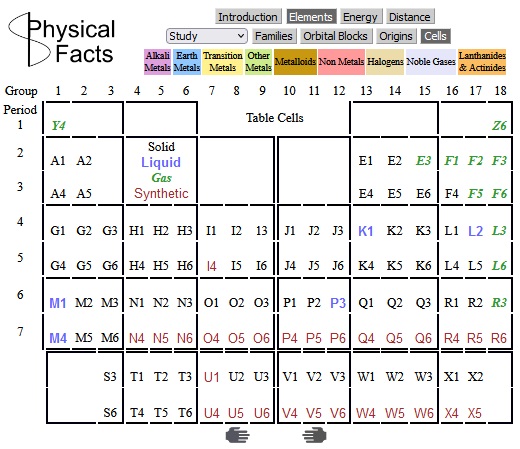 Physical
Facts
Introduction Elements Energy Distance
Study Families Orbital Blocks Origins Cells
Alkali Metals Earth Metals Transition Metals Other Metals Metalloids Non Metals Halogens Noble Gases Lanthanides & Actinides
Group 1 2 3 4 5 6 7 8 9 10 11 12 13 14 15 16 17 18
Period
1 Y4 Table Cells Z6
Solid
2 A1 A2 Liquid E1 E2 E3 F1 F2 F3
Gas
3 A4 A5 Synthetic E4 E5 E6 F4 F5 F6
4 G1 G2 G3 H1 H2 H3 I1 I2 13 J1 J2 J3 K1 K2 K3 L1 L2 L3
5 G4 G5 G6 H4 H5 H6 I4 I5 I6 J4 J5 J6 K4 K5 K6 L4 L5 L6
6 M1 M2 M3 N1 N2 N3 O1 O2 O3 P1 P2 P3 Q1 Q2 Q3 R1 R2 R3
7 M4 M5 M6 N4 N5 N6 O4 O5 O6 P4 P5 P6 Q4 Q5 Q6 R4 R5 R6
S3 T1 T2 T3 U1 U2 U3 V1 V2 V3 W1 W2 W3 X1 X2
S6 T4 T5 T6 U4 U5 U6 V4 V5 V6 W4 W5 W6 X4 X5